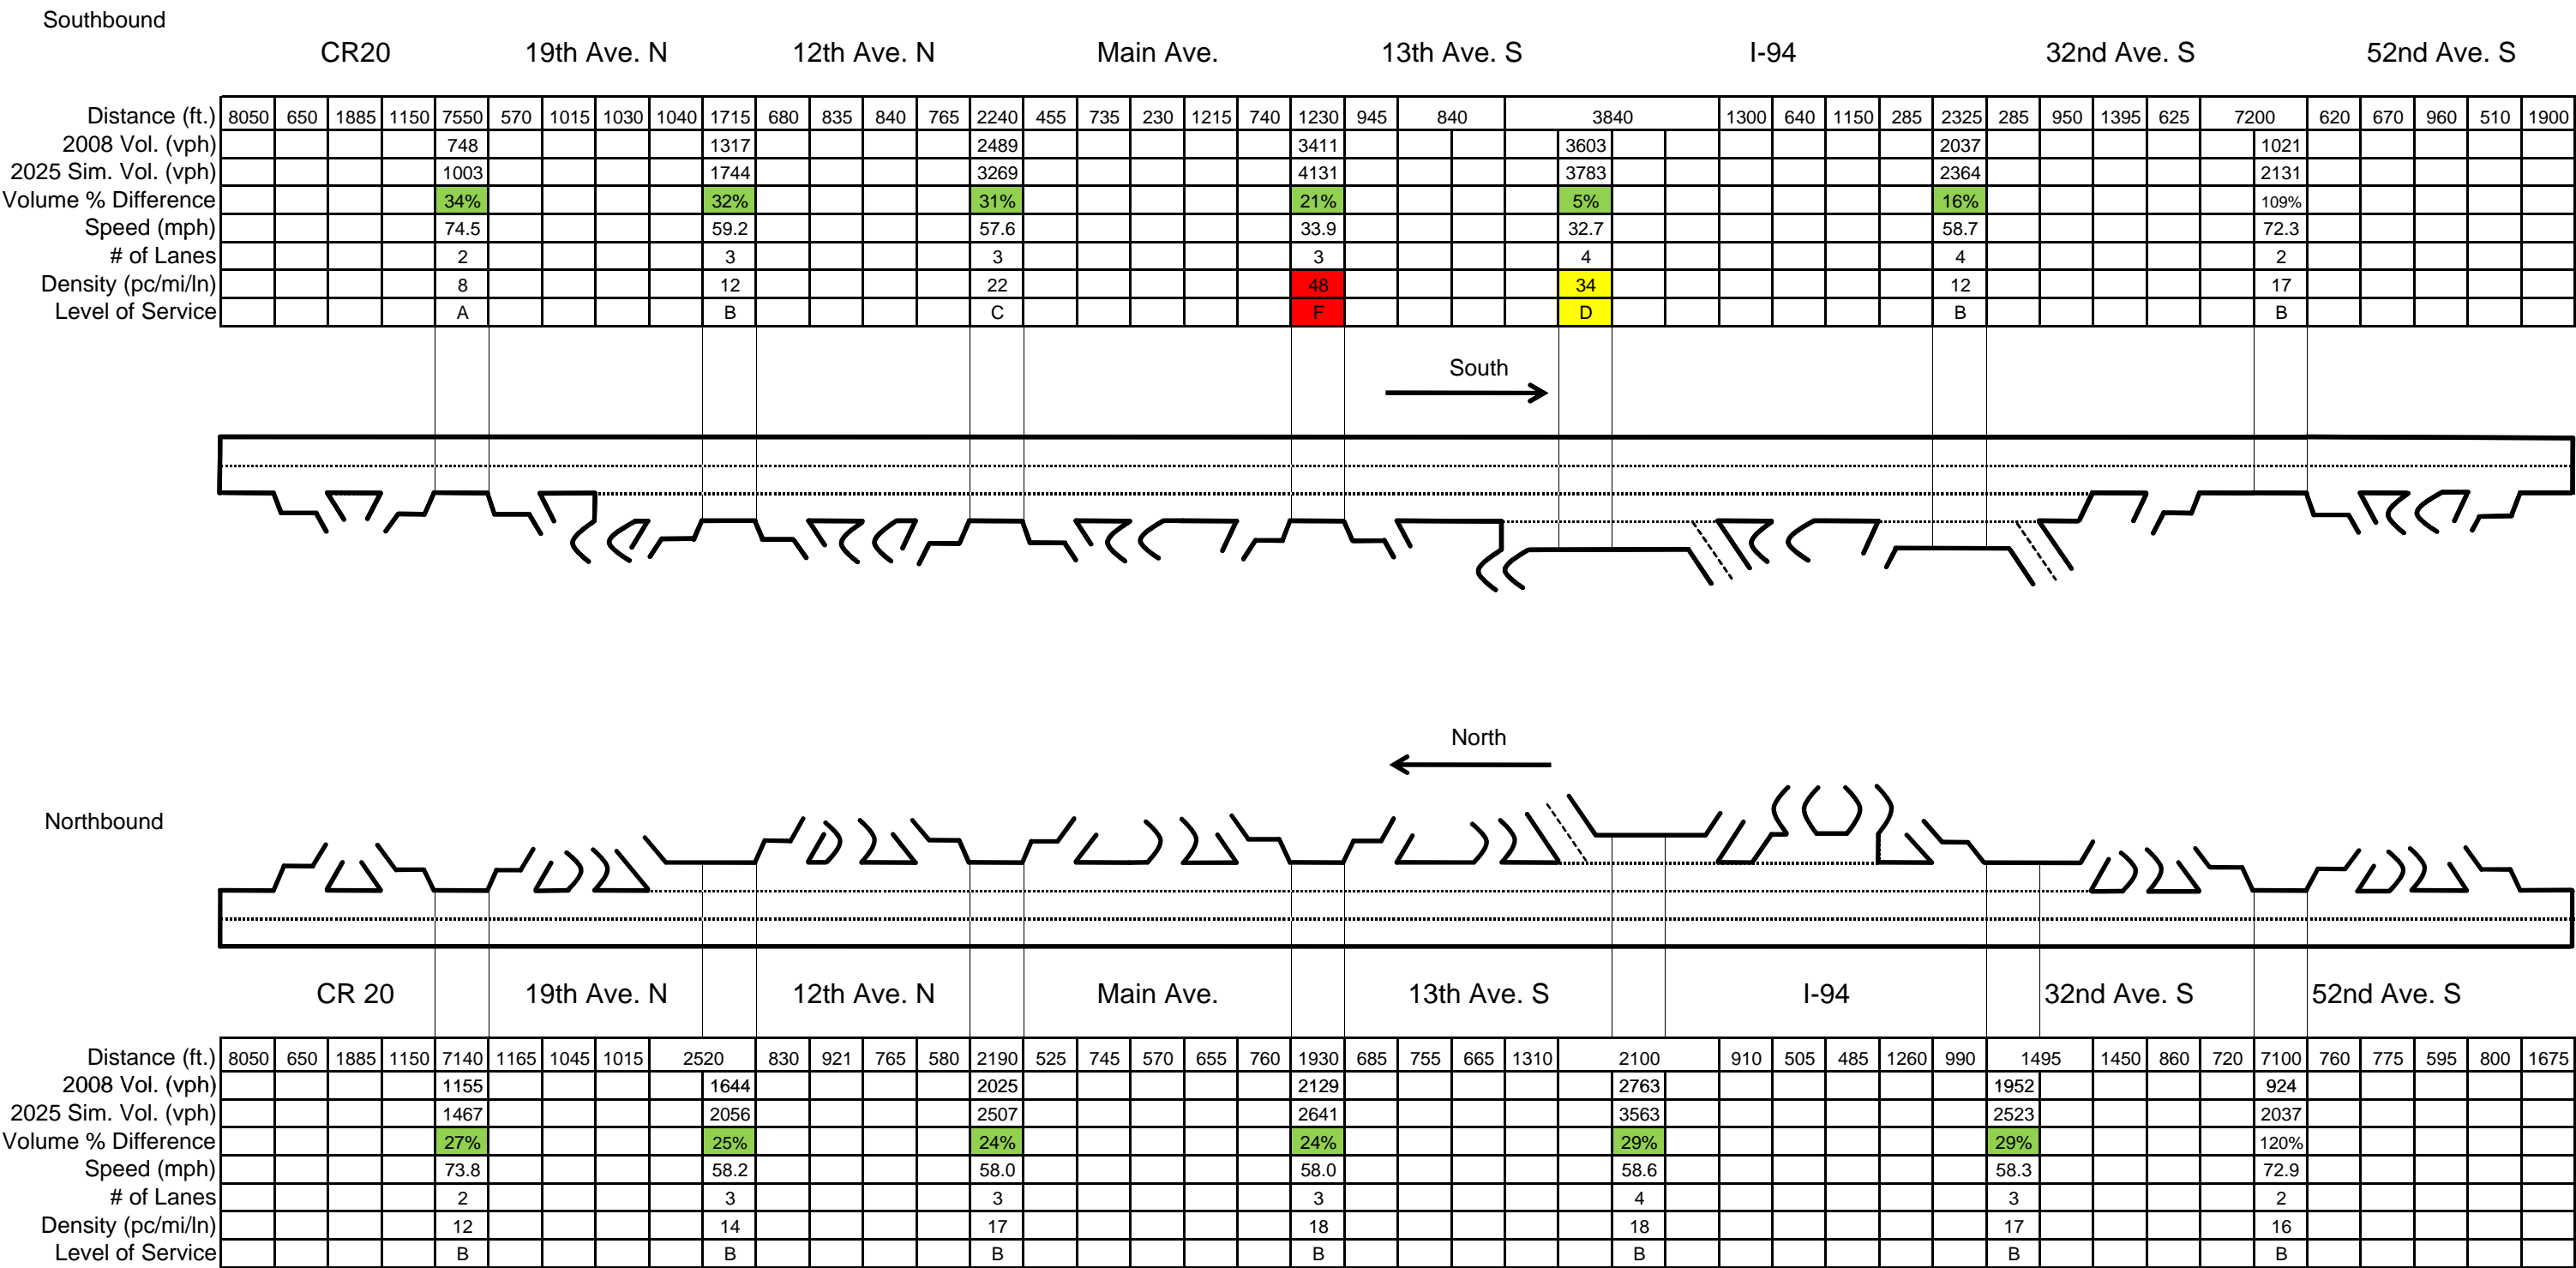 Southbound
CR20 19th Ave. N 12th Ave. N Main Ave. 13th Ave. S I-94 32nd Ave. S 52nd Ave. S
Distance (ft.) 8050 650 1885 1150 7550 570 1015 1030 1040 1715 680 835 840 765 2240 455 735 230 1215 740 1230 945 840 3840 1300 640 1150 285 2325 285 950 1395 625 7200 620 670 960 510 1900
2008 Vol. (vph) 748 1317 2489 3411 3603 2037 1021
2025 Sim. Vol. (vph) 1003 1744 3269 4131 3783 2364 2131
Volume % Difference 34% 32% 31% 21% 5% 16% 109%
Speed (mph) 74.5 59.2 57.6 33.9 32.7 58.7 72.3
# of Lanes 2 3 3 3 4 4 2
Density (pc/mi/ln) 8 12 22 48 34 12 17
Level of Service A B C F D B B
South
North
Northbound
CR 20 19th Ave. N 12th Ave. N Main Ave. 13th Ave. S I-94 32nd Ave. S 52nd Ave. S
Distance (ft.) 8050 650 1885 1150 7140 1165 1045 1015 2520 830 921 765 580 2190 525 745 570 655 760 1930 685 755 665 1310 2100 910 505 485 1260 990 1495 1450 860 720 7100 760 775 595 800 1675
2008 Vol. (vph) 1155 1644 2025 2129 2763 1952 924
2025 Sim. Vol. (vph) 1467 2056 2507 2641 3563 2523 2037
Volume % Difference 27% 25% 24% 24% 29% 29% 120%
Speed (mph) 73.8 58.2 58.0 58.0 58.6 58.3 72.9
# of Lanes 2 3 3 3 4 3 2
Density (pc/mi/ln) 12 14 17 18 18 17 16
Level of Service B B B B B B B